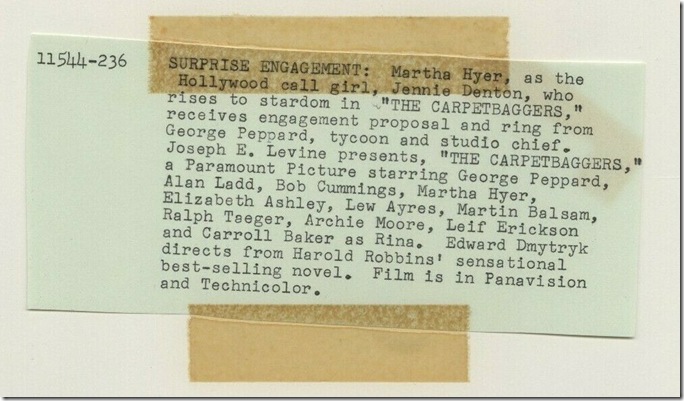 11544-236
SURPRISE ENGAGEMENT: Martha Hyer, as the
Hollywood call girl, Jennie Denton, who
rises to stardom in "THE CARPETBAGGERS,"
receives engagement proposal and ring from
George Peppard, tycoon and studio chief.
Joseph E. Levine presents, "THE CARPETBAGGERS,"
a Paramount Picture starring George Peppard,
Alan Ladd, Bob Cummings, Martha Hyer,
Elizabeth Ashley, Lew Ayres, Martin Balsam,
Ralph Taeger, Archie Moore, Leif Erickson
and Carroll Baker as Rina. Edward Dmytryk
directs from Harold Robbins' sensational
best-selling novel. Film is in Panavision
and Technicolor.